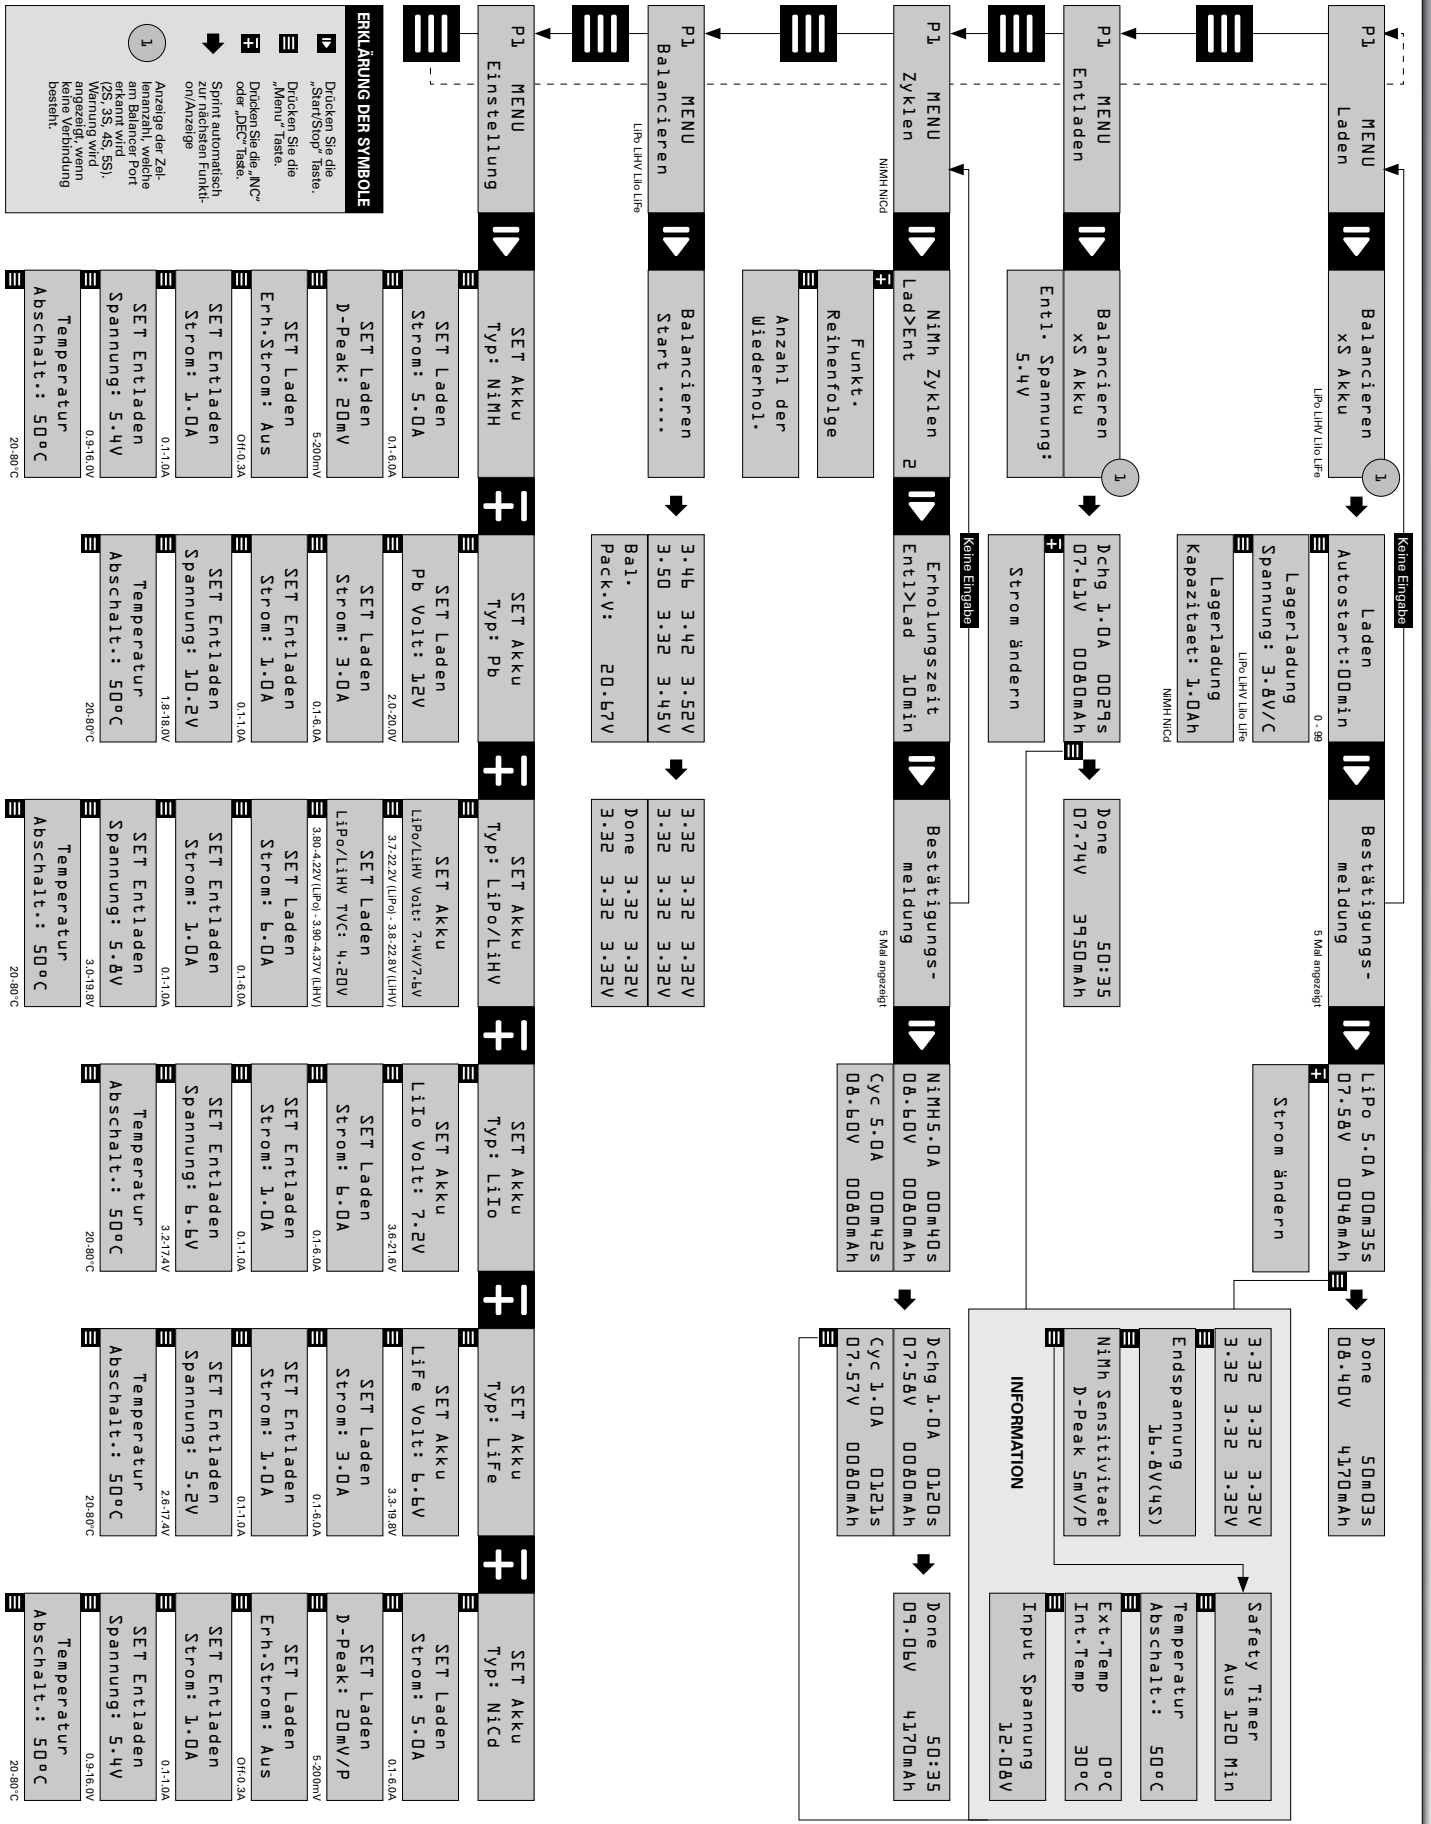 P1 MENU
Laden
Balancieren
xS Akku
1
LiPo LiHV LiIo LiFe
Keine Eingabe
Laden
Autostart:00min
0 - 99
Lagerladung
Spannung: 3.8V/C
LiPo LiHV LiIo LiFe
Lagerladung
Kapazitaet: 1.0Ah
NiMH NiCd
Bestätigungs-
meldung
5 Mal angezeigt
LiPo 5.0A 00m35s
07.58V 0048mAh
Strom ändern
Done 50m03s
08.40V 4170mAh
P1 MENU
Entladen
Balancieren
xS Akku
1
Entl. Spannung:
5.4V
Dchg 1.0A 0029s
07.61V 0080mAh
Strom ändern
Done 50:35
07.74V 3950mAh
3.32 3.32 3.32V
3.32 3.32 3.32V
Endspannung
16.8V(4S)
NiMh Sensitivitaet
D-Peak 5mV/P
INFORMATION
Safety Timer
Aus 120 Min
Temperatur
Abschalt.: 50°C
Ext.Temp 0°C
Int.Temp 30°C
Input Spannung
12.08V
P1 MENU
Zyklen
NiMH NiCd
NiMh Zyklen
Lad>Ent 2
Funkt.
Reihenfolge
Anzahl der
Wiederhol.
Keine Eingabe
Erholungszeit
Entl>Lad 10min
Bestätigungs-
meldung
5 Mal angezeigt
NiMH5.0A 00m40s
08.60V 0080mAh
Cyc 5.0A 00m42s
08.60V 0080mAh
Dchg 1.0A 0120s
07.58V 0080mAh
Cyc 1.0A 0121s
07.57V 0080mAh
Done 50:35
09.06V 4170mAh
P1 MENU
Balancieren
LiPo LiHV LiIo LiFe
Balancieren
Start .....
3.46 3.42 3.52V
3.50 3.32 3.45V
Bal.
Pack.V: 20.67V
3.32 3.32 3.32V
3.32 3.32 3.32V
Done 3.32 3.32V
3.32 3.32 3.32V
P1 MENU
Einstellung
SET Akku
Typ: NiMH
SET Laden
Strom: 5.0A
0.1-6.0A
SET Laden
D-Peak: 20mV
5-200mV
SET Laden
Erh.Strom: Aus
Off-0.3A
SET Entladen
Strom: 1.0A
0.1-1.0A
SET Entladen
Spannung: 5.4V
0.9-16.0V
Temperatur
Abschalt.: 50°C
20-80°C
SET Akku
Typ: Pb
SET Akku
Pb Volt: 12V
2.0-20.0V
SET Laden
Strom: 3.0A
0.1-6.0A
SET Entladen
Strom: 1.0A
0.1-1.0A
SET Entladen
Spannung: 10.2V
1.8-18.0V
Temperatur
Abschalt.: 50°C
20-80°C
SET Akku
Typ: LiPo/LiHV
SET Akku
LiPo/LiHV Volt: 7.4V/7.6V
3.7-22.2V (LiPo) - 3.8-22.8V (LiHV)
SET Laden
LiPo/LiHV TVC: 4.20V
3.80-4.22V (LiPo) - 3.90-4.37V (LiHV)
SET Laden
Strom: 6.0A
0.1-6.0A
SET Entladen
Strom: 1.0A
0.1-1.0A
SET Entladen
Spannung: 5.8V
3.0-19.8V
Temperatur
Abschalt.: 50°C
20-80°C
SET Akku
Typ: LiIo
SET Akku
LiIo Volt: 7.2V
3.6-21.6V
SET Laden
Strom: 6.0A
0.1-6.0A
SET Entladen
Strom: 1.0A
0.1-1.0A
SET Entladen
Spannung: 6.6V
3.2-17.4V
Temperatur
Abschalt.: 50°C
20-80°C
SET Akku
Typ: LiFe
SET Akku
LiFe Volt: 6.6V
3.3-19.8V
SET Laden
Strom: 3.0A
0.1-6.0A
SET Entladen
Strom: 1.0A
0.1-1.0A
SET Entladen
Spannung: 5.2V
2.6-17.4V
Temperatur
Abschalt.: 50°C
20-80°C
SET Akku
Typ: NiCd
SET Laden
Strom: 5.0A
0.1-6.0A
SET Laden
D-Peak: 20mV/P
5-200mV
SET Laden
Erh.Strom: Aus
Off-0.3A
SET Entladen
Strom: 1.0A
0.1-1.0A
SET Entladen
Spannung: 5.4V
0.9-16.0V
Temperatur
Abschalt.: 50°C
20-80°C
ERKLÄRUNG DER SYMBOLE
Drücken Sie die
„Start/Stop“ Taste.
Drücken Sie die
„Menu“ Taste.
Drücken Sie die „INC“
oder „DEC“ Taste.
Sprint automatisch
zur nächsten Funkti-
on/Anzeige
1
Anzeige der Zel-
lenanzahl, welche
am Balancer Port
erkannt wird
(2S, 3S, 4S, 5S).
Warnung wird
angezeigt, wenn
keine Verbindung
besteht.